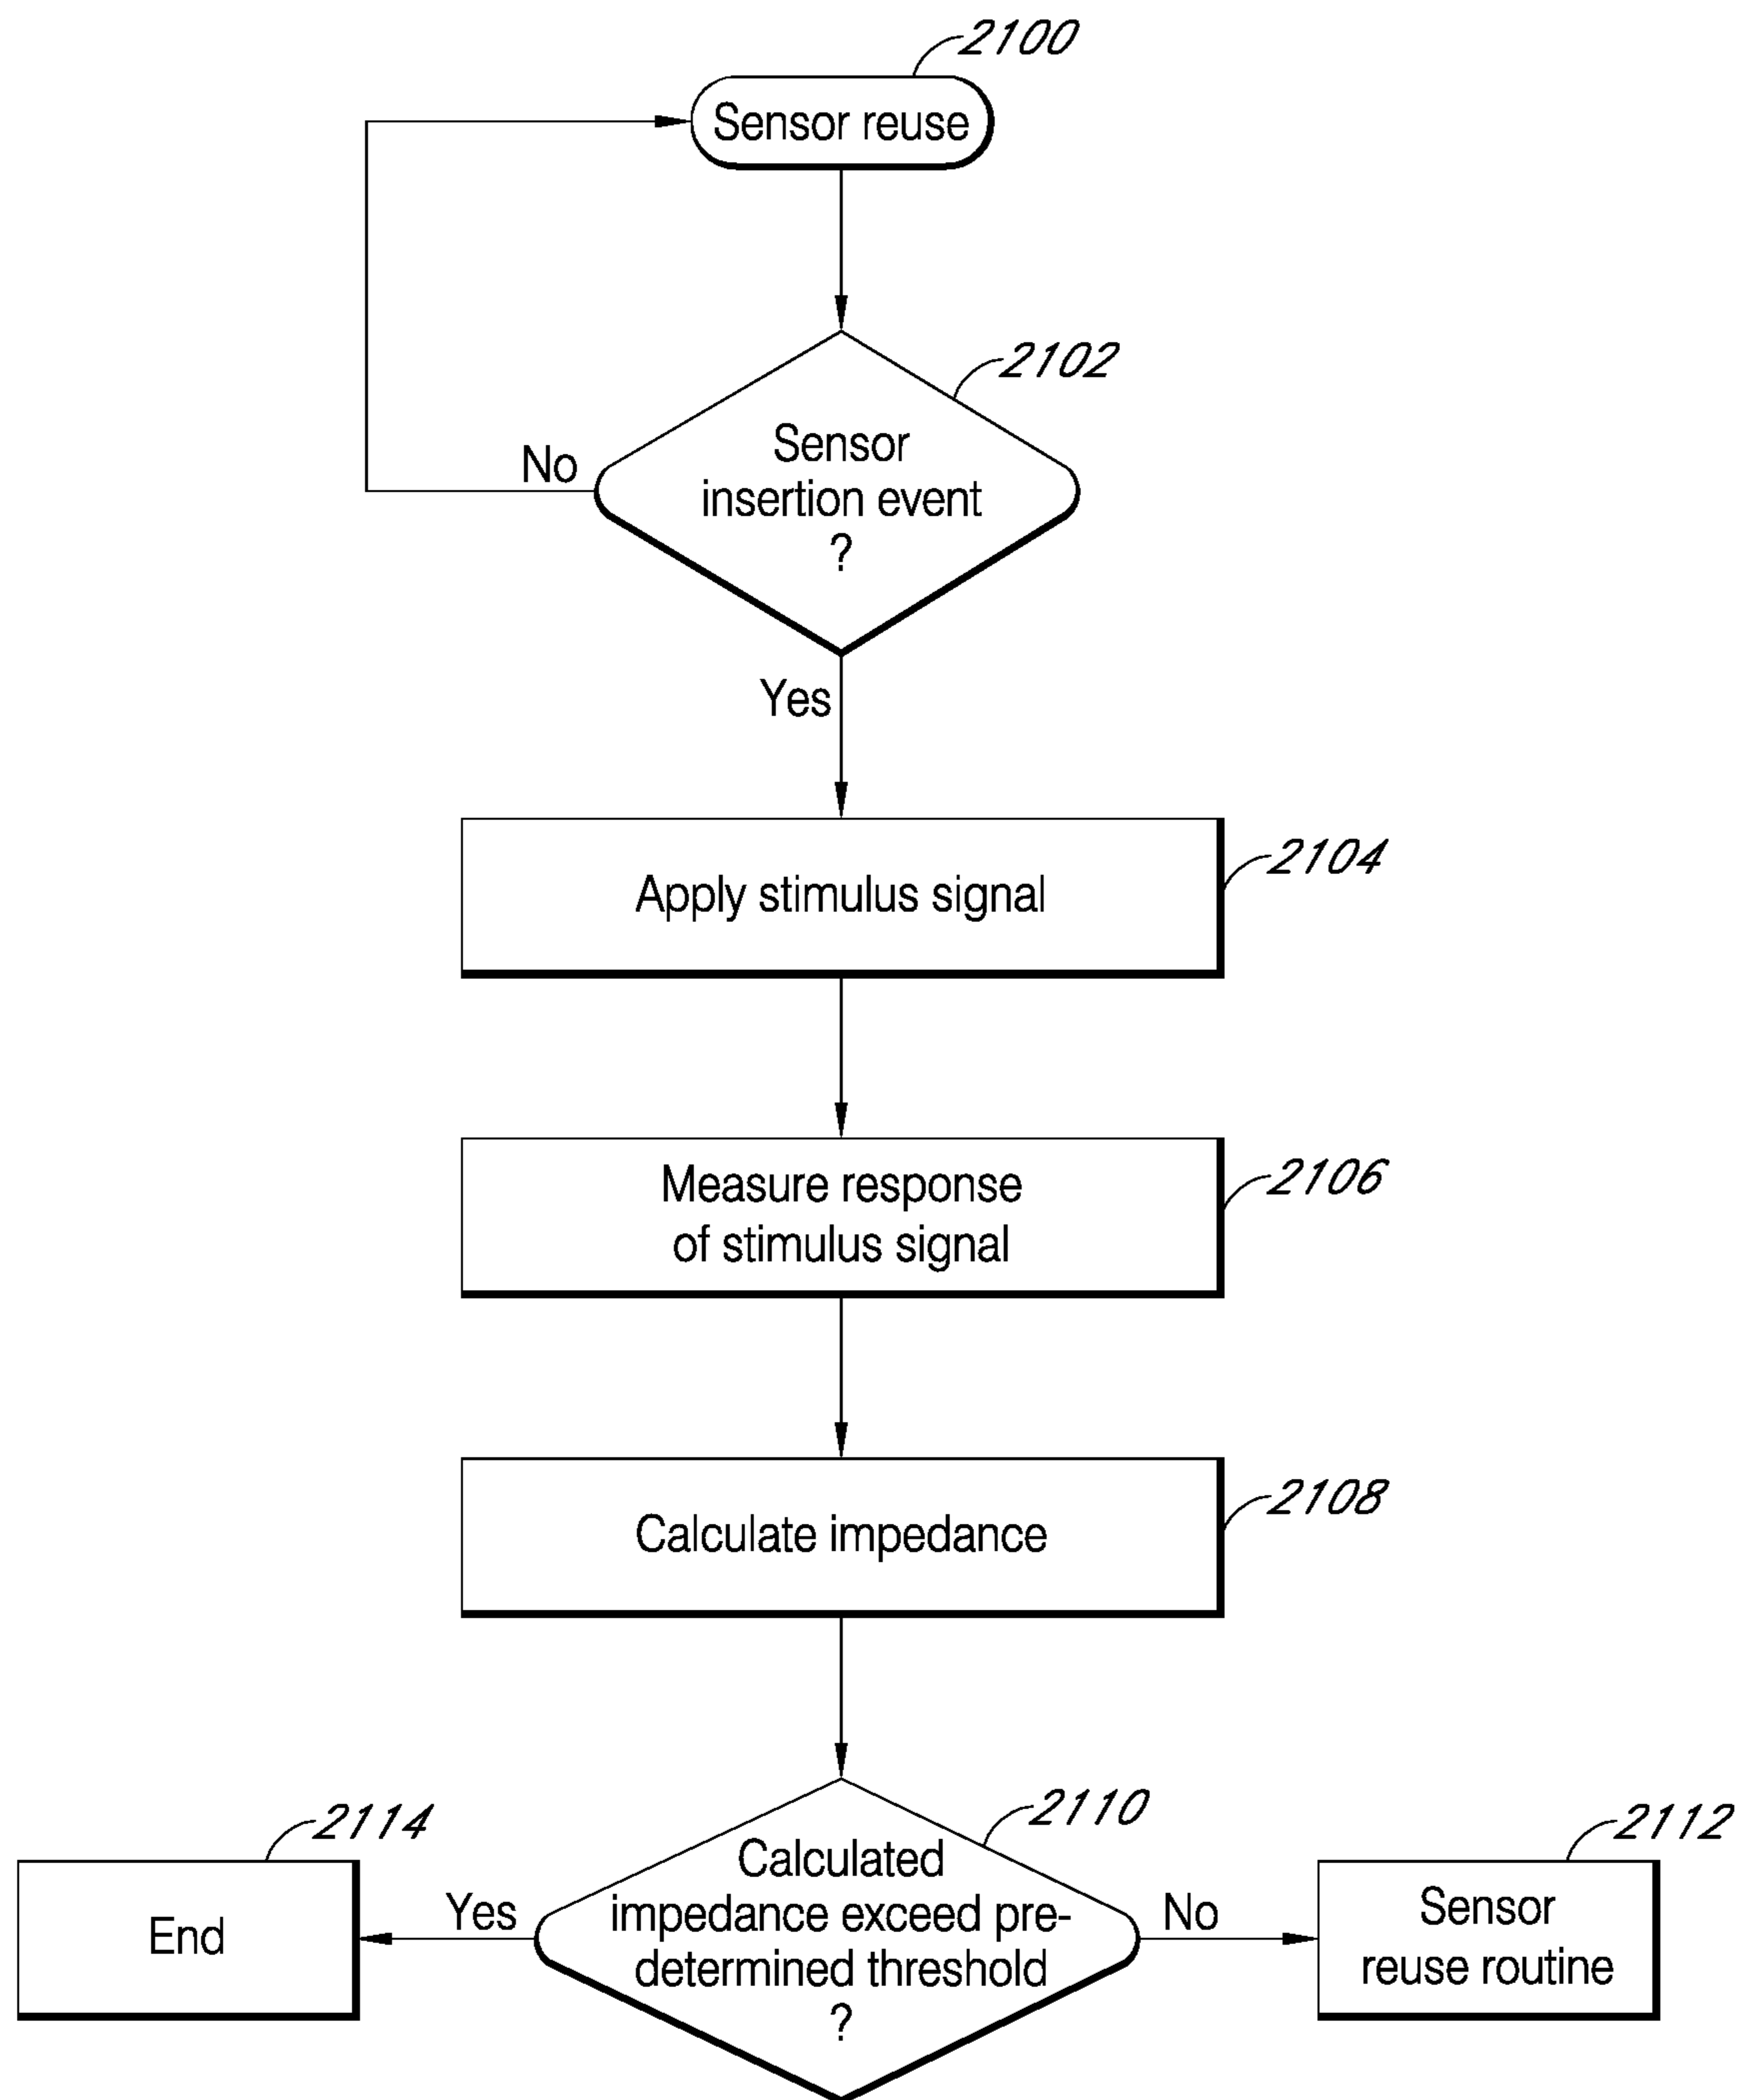 2100
Sensor reuse
2102
Sensor
insertion event
?
No
Yes
2104
Apply stimulus signal
2106
Measure response
of stimulus signal
2108
Calculate impedance
2110
Calculated
impedance exceed pre-
determined threshold
?
Yes
2114
End
No
2112
Sensor
reuse routine